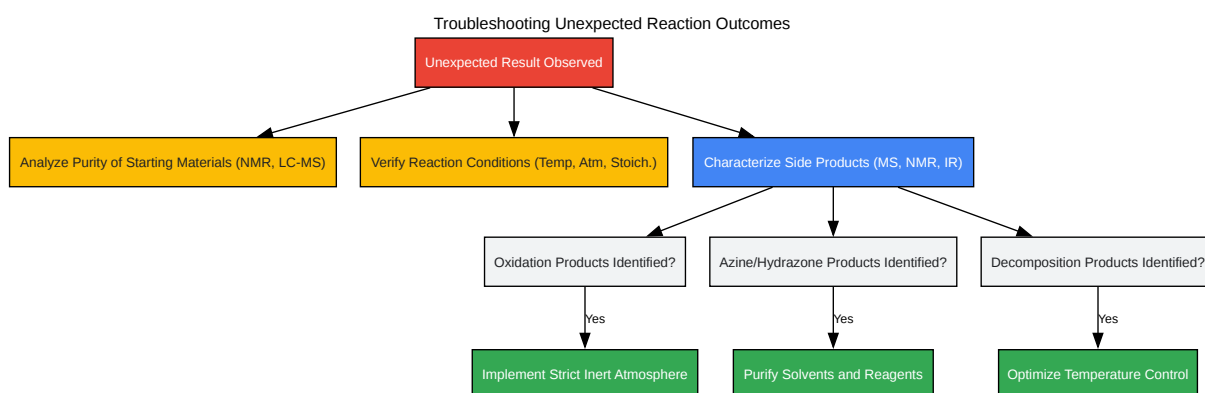 Troubleshooting Unexpected Reaction Outcomes
Unexpected Result Observed
Analyze Purity of Starting Materials (NMR, LC-MS)
Verify Reaction Conditions (Temp, Atm, Stoich.)
Characterize Side Products (MS, NMR, IR)
Oxidation Products Identified?
Azine/Hydrazone Products Identified?
Decomposition Products Identified?
Yes
Yes
Yes
Implement Strict Inert Atmosphere
Purify Solvents and Reagents
Optimize Temperature Control